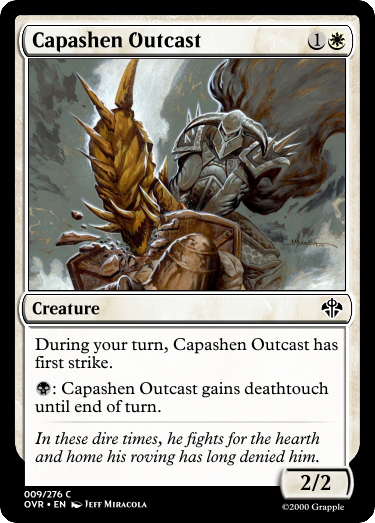 Capashen Outcast 1
Creature
During your turn, Capashen Outcast has
first strike.
: Capashen Outcast gains deathtouch
until end of turn.
In these dire times, he fights for the hearth
and home his roving has long denied him.
2/2
009/276 C
OVR • EN Jeff Miracola
©2000 Grapple